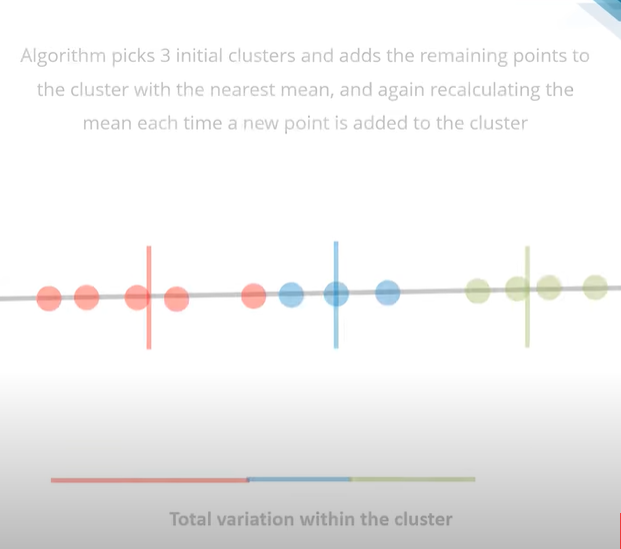 Algorithm picks 3 initial clusters and adds the remaining points to
the cluster with the nearest mean, and again recalculating the
mean each time a new point is added to the cluster
Total variation within the cluster